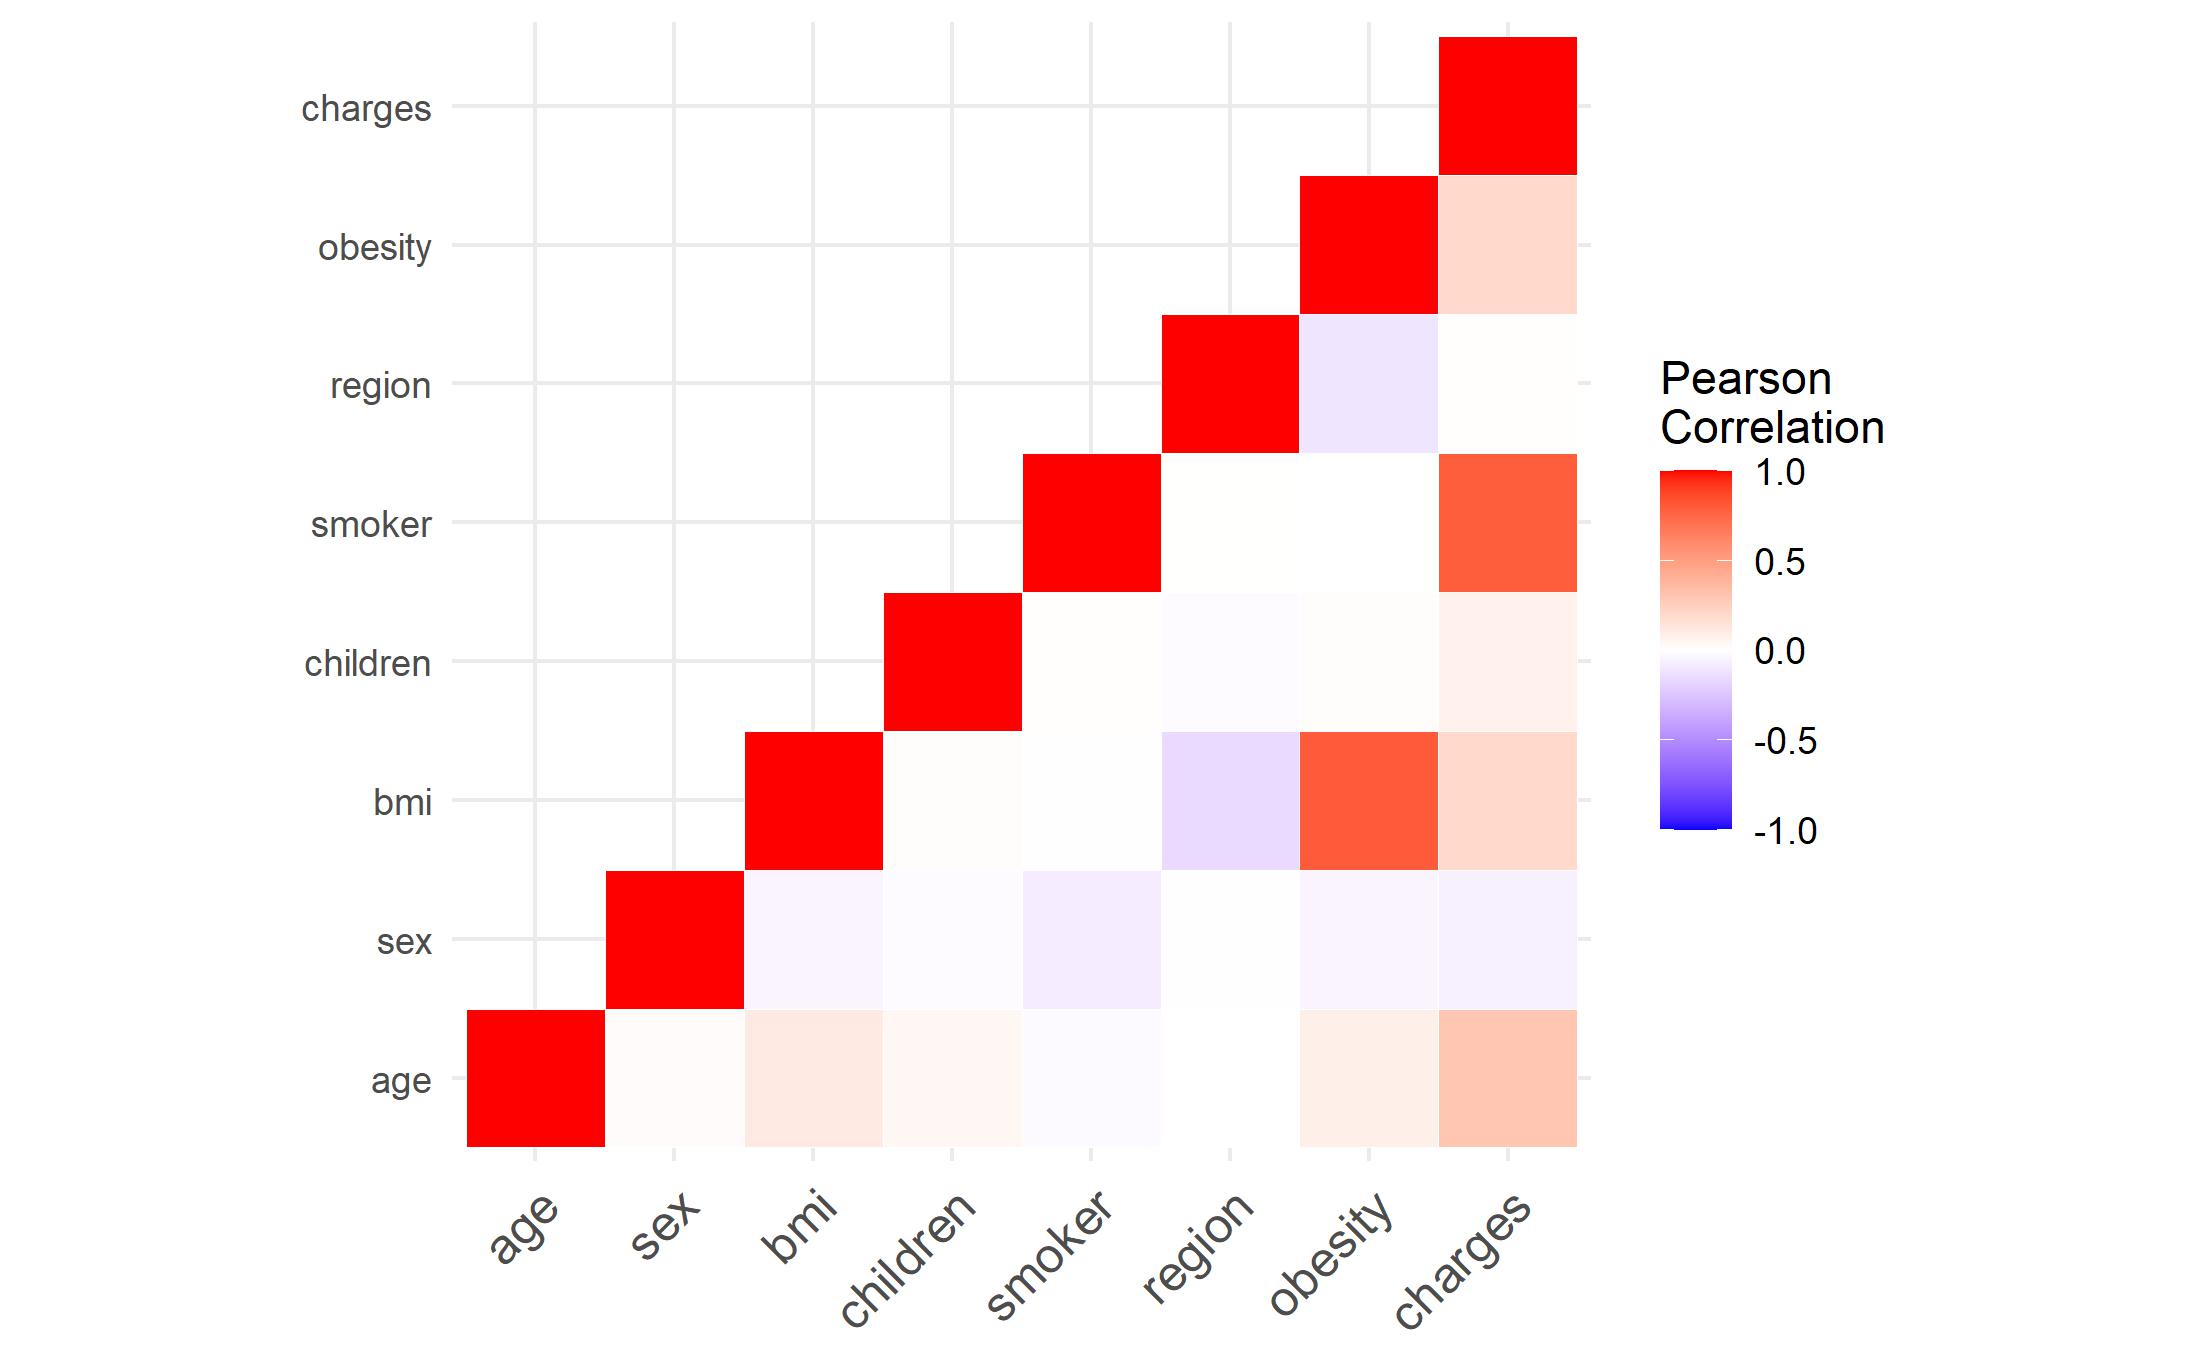 charges
obesity
region
smoker
children
bmi
sex
age
age
sex
bmi
children
smoker
region
obesity
charges
Pearson
Correlation
1.0
0.5
0.0
-0.5
-1.0